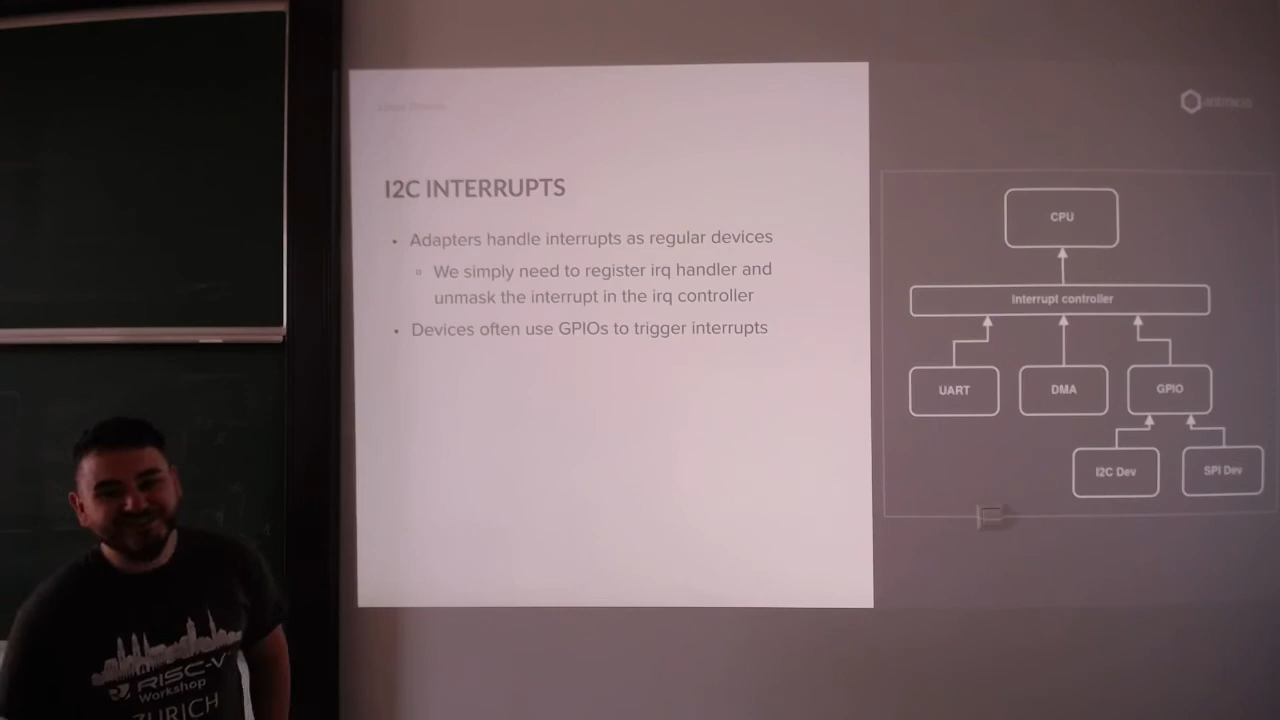 antmicro
I2C INTERRUPTS
• Adapters handle interrupts as regular devices
▫ We simply need to register irq handler and
unmask the interrupt in the irq controller
• Devices often use GPIOs to trigger interrupts
CPU
Interrupt controller
UART
DMA
GPIO
I2C Dev
SPI Dev
RISC-V
Workshop
ZURICH